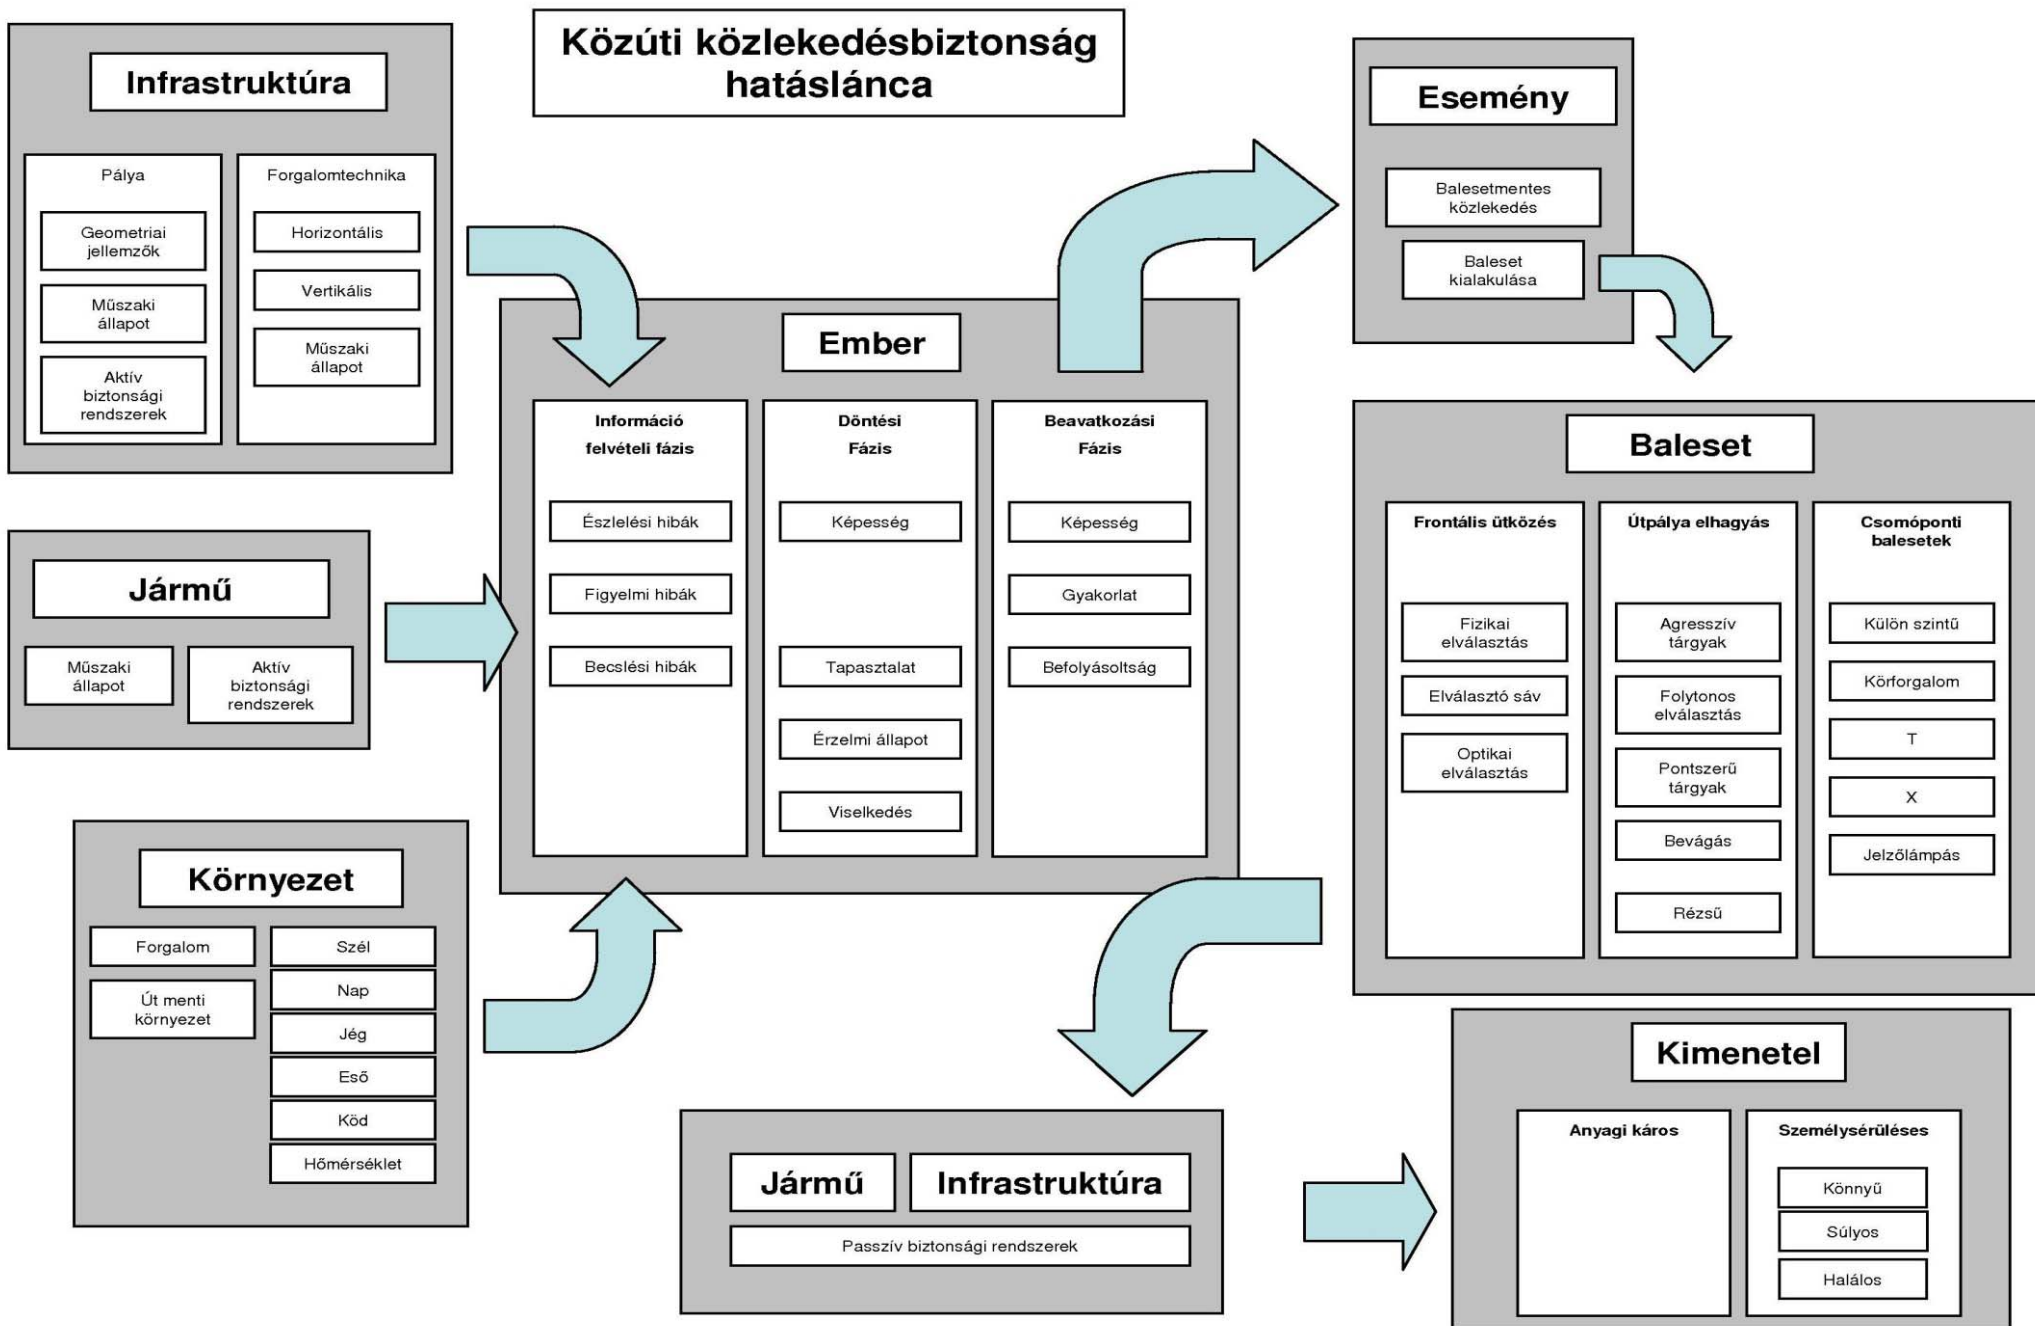 Közúti közlekedésbiztonság
hatáslánca
Infrastruktúra
Pálya
Geometriai
jellemzők
Műszaki
állapot
Aktív
biztonsági
rendszerek
Forgalomtechnika
Horizontális
Vertikális
Műszaki
állapot
Jármű
Műszaki
állapot
Aktív
biztonsági
rendszerek
Környezet
Forgalom
Út menti
környezet
Szél
Nap
Jég
Eső
Köd
Hőmérséklet
Ember
Információ
felvételi fázis
Észlelési hibák
Figyelmi hibák
Becslési hibák
Döntési
Fázis
Képesség
Tapasztalat
Érzelmi állapot
Viselkedés
Beavatkozási
Fázis
Képesség
Gyakorlat
Befolyásoltság
Esemény
Balesetmentes
közlekedés
Baleset
kialakulása
Baleset
Frontális ütközés
Fizikai
elválasztás
Elválasztó sáv
Optikai
elválasztás
Útpálya elhagyás
Agresszív
tárgyak
Folytonos
elválasztás
Pontszerű
tárgyak
Bevágás
Rézsű
Csomóponti
balesetek
Külön szintű
Körforgalom
T
X
Jelzőlámpás
Jármű
Infrastruktúra
Passzív biztonsági rendszerek
Kimenetel
Anyagi káros
Személysérüléses
Könnyű
Súlyos
Halálos